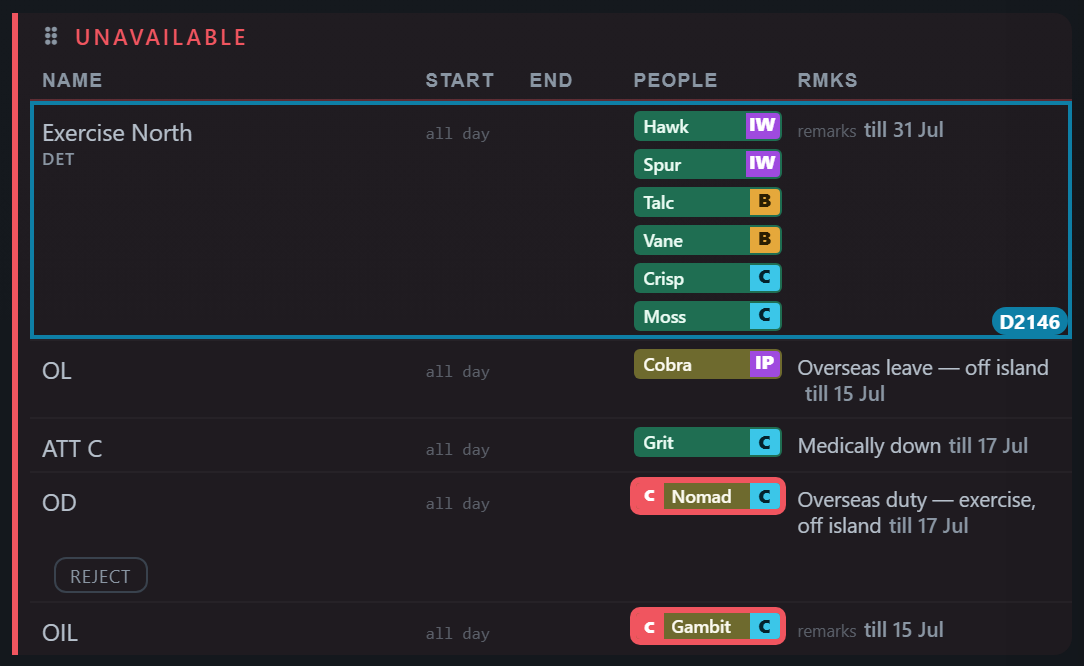 UNAVAILABLE
NAME START END PEOPLE RMKS
Exercise North all day Hawk IW remarks till 31 Jul
DET
Spur IW
Talc B
Vane B
Crisp C
Moss C
D2146
OL all day Cobra IP Overseas leave — off island
till 15 Jul
ATT C all day Grit C Medically down till 17 Jul
OD all day C Nomad C Overseas duty — exercise,
off island till 17 Jul
REJECT
OIL all day C Gambit C remarks till 15 Jul